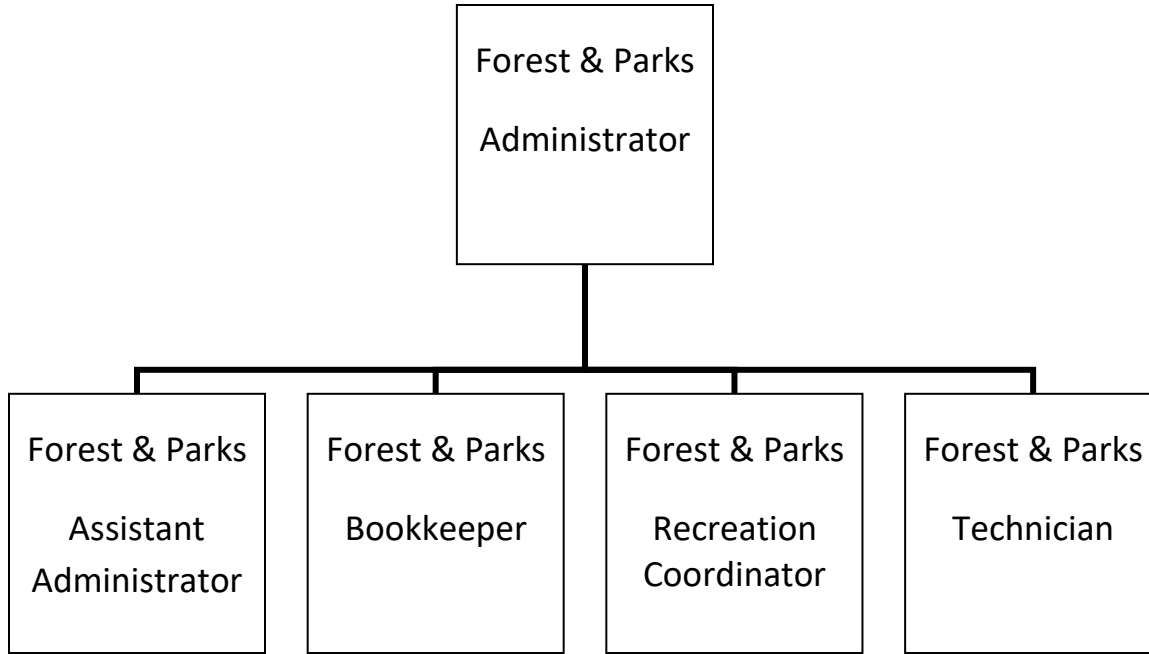 Forest & Parks
Administrator
Forest & Parks
Assistant
Administrator
Forest & Parks
Bookkeeper
Forest & Parks
Recreation
Coordinator
Forest & Parks
Technician